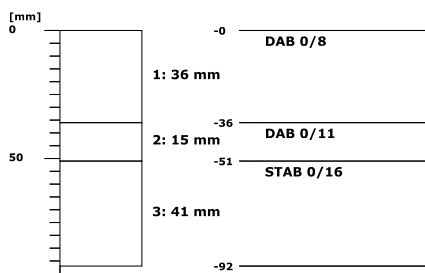 [mm]
0
-0
DAB 0/8
1: 36 mm
-36
DAB 0/11
2: 15 mm
50
-51
STAB 0/16
3: 41 mm
-92